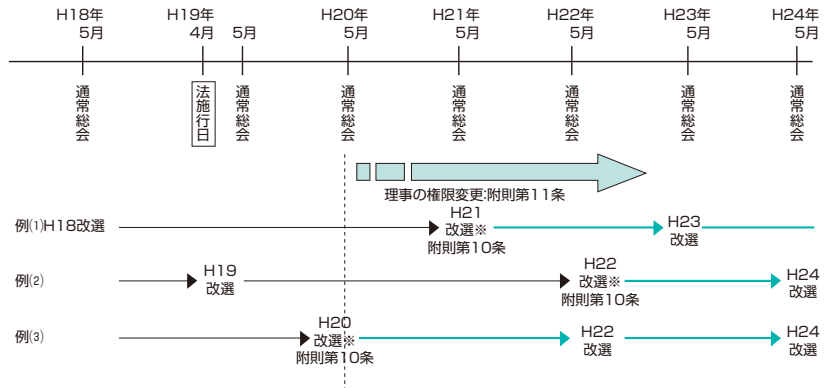 H18年 H19年 H20年 H21年 H22年 H23年 H24年
5月 4月 5月 5月 5月 5月 5月 5月
通常総会 法施行日 通常総会 通常総会 通常総会 通常総会 通常総会 通常総会
理事の権限変更:附則第11条
例(1)H18改選
H21
改選※
附則第10条
H23
改選
例(2)
H19
改選
H22
改選※
附則第10条
H24
改選
例(3)
H20
改選※
附則第10条
H22
改選
H24
改選